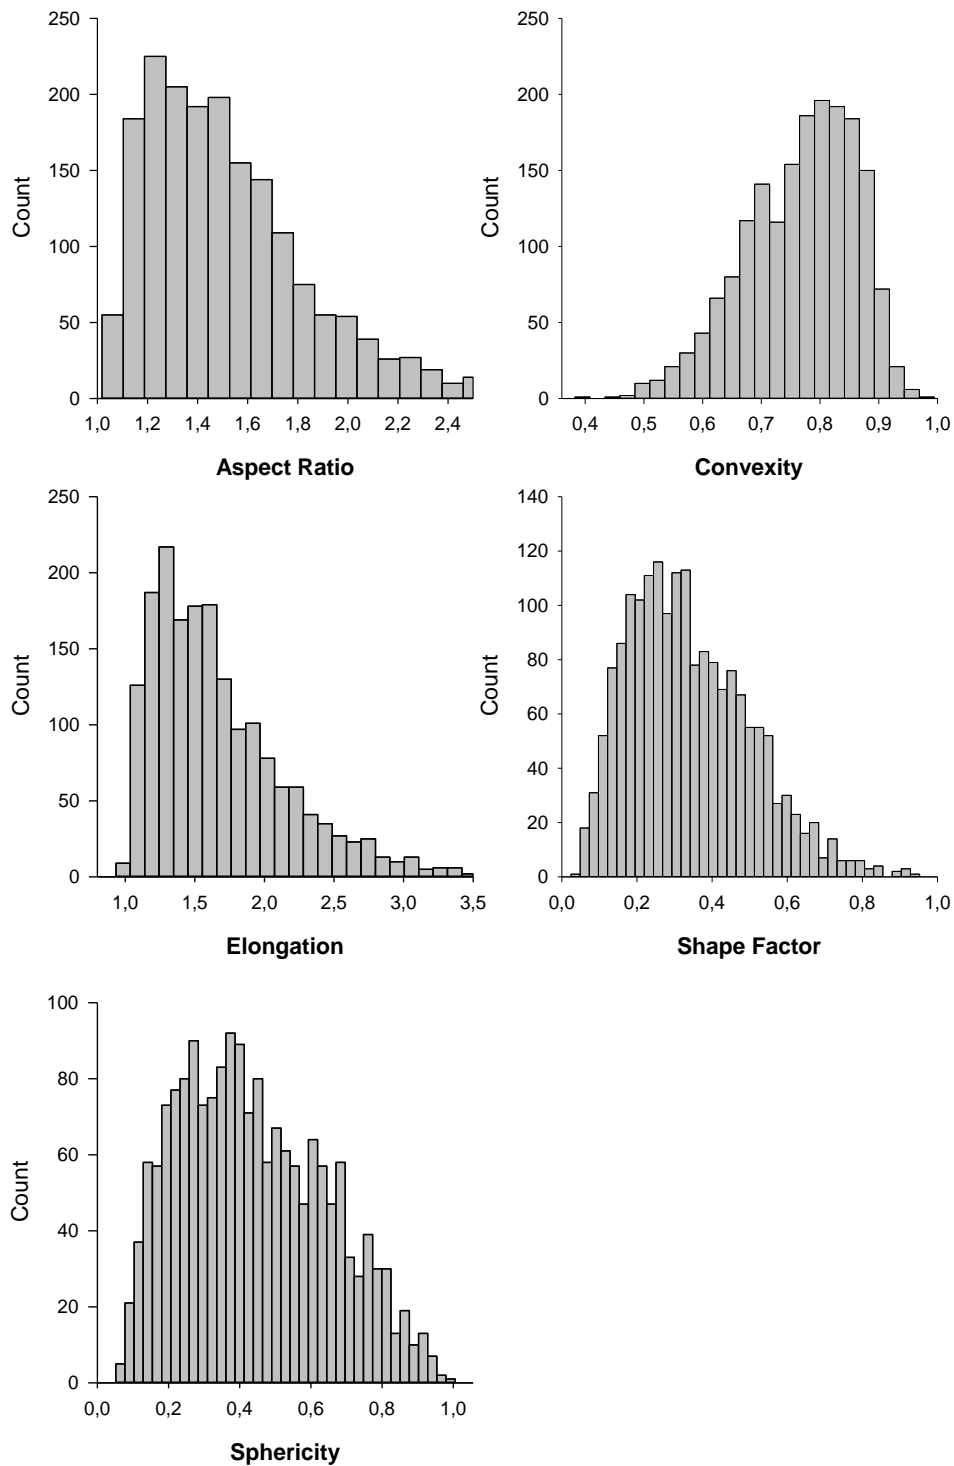 250
200
150
100
50
0
Count
1,0 1,2 1,4 1,6 1,8 2,0 2,2 2,4
Aspect Ratio
250
200
150
100
50
0
Count
0,4 0,5 0,6 0,7 0,8 0,9 1,0
Convexity
250
200
150
100
50
0
Count
1,0 1,5 2,0 2,5 3,0 3,5
Elongation
140
120
100
80
60
40
20
0
Count
0,0 0,2 0,4 0,6 0,8 1,0
Shape Factor
100
80
60
40
20
0
Count
0,0 0,2 0,4 0,6 0,8 1,0
Sphericity